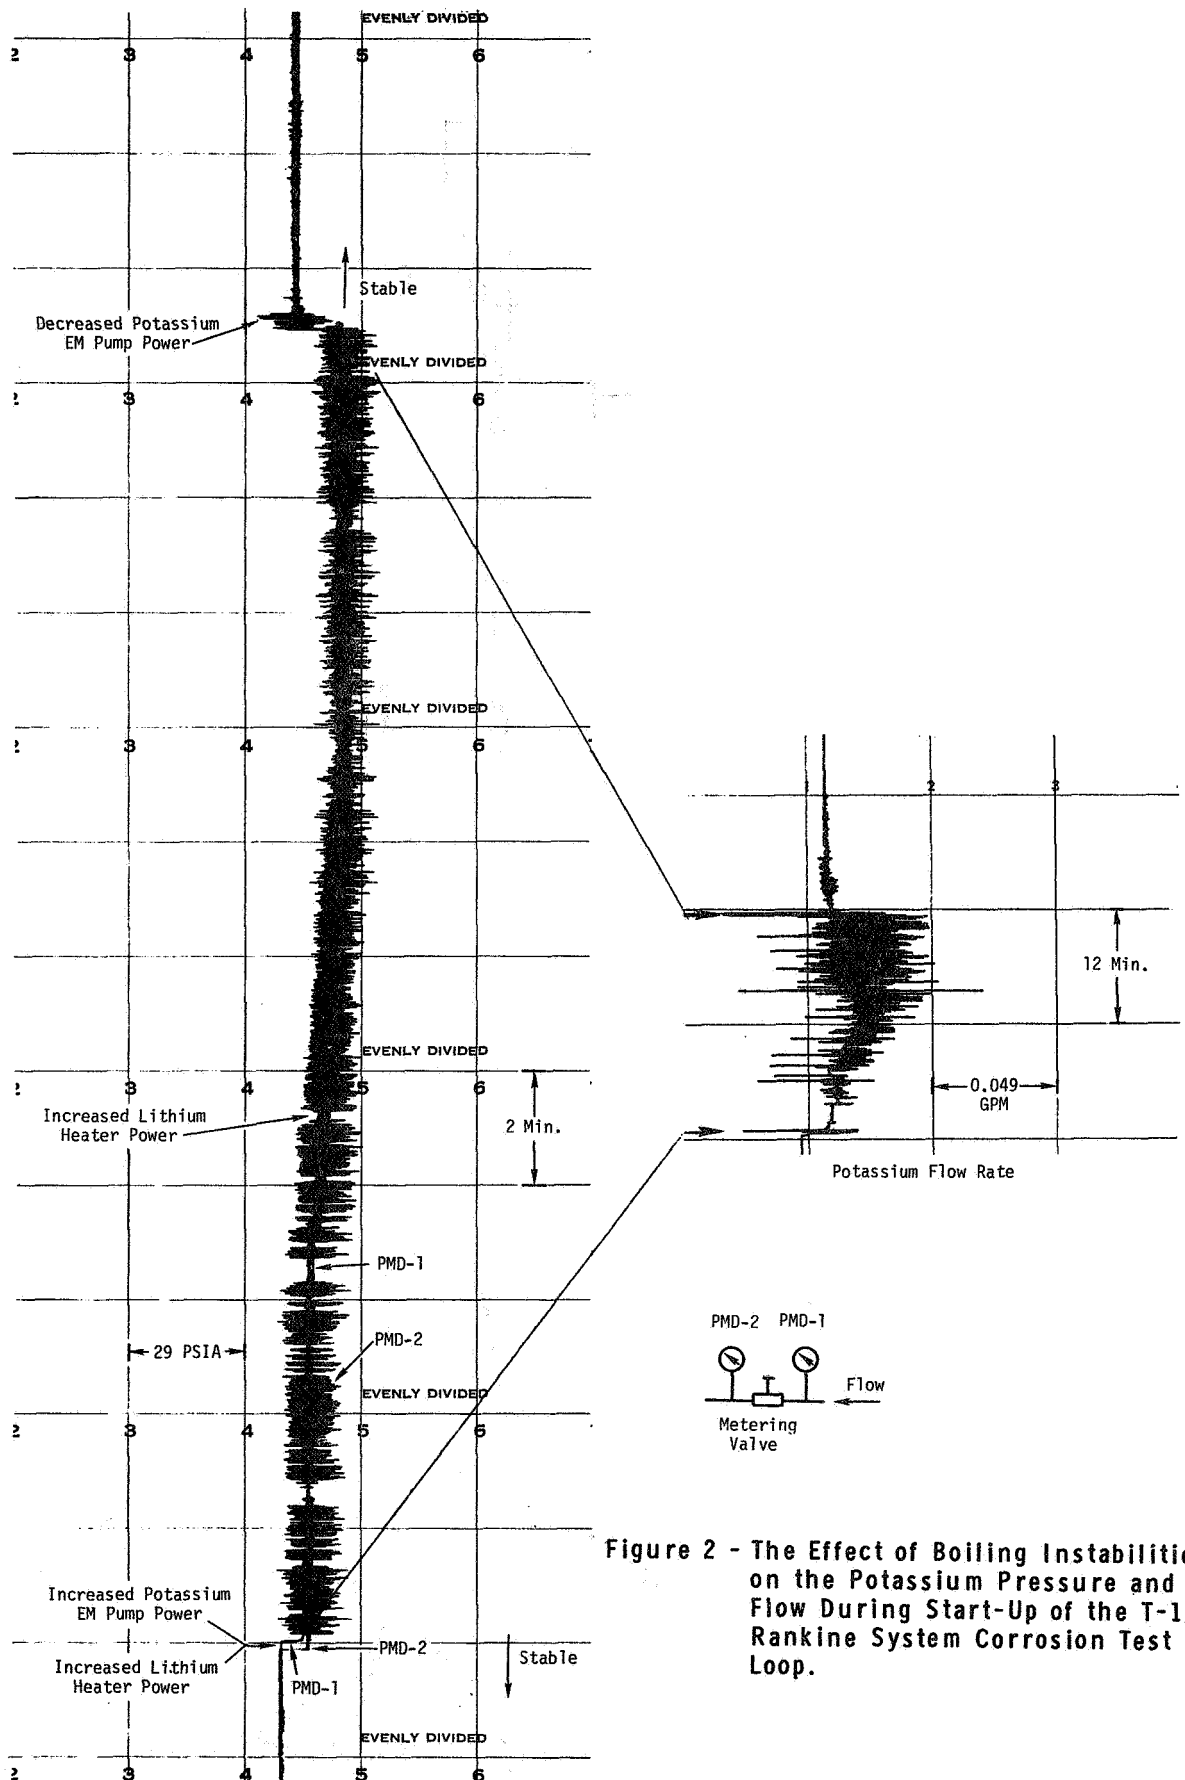 EVENLY DIVIDED
2 3 4 5 6
Stable
Decreased Potassium
EM Pump Power
EVENLY DIVIDED
2 3 4 6
EVENLY DIVIDED
2 3 4 5 6
1 2 3
12 Min.
0.049
GPM
Potassium Flow Rate
EVENLY DIVIDED
2 3 4 5 6
Increased Lithium
Heater Power
2 Min.
PMD-1
PMD-2
29 PSIA
EVENLY DIVIDED
2 3 4 5 6
PMD-2 PMD-1
Flow
Metering
Valve
Increased Potassium
EM Pump Power
Increased Lithium
Heater Power
PMD-1
PMD-2
Stable
EVENLY DIVIDED
2 3 4 5 6
Figure 2 - The Effect of Boiling Instabilitie
on the Potassium Pressure and
Flow During Start-Up of the T-1
Rankine System Corrosion Test
Loop.